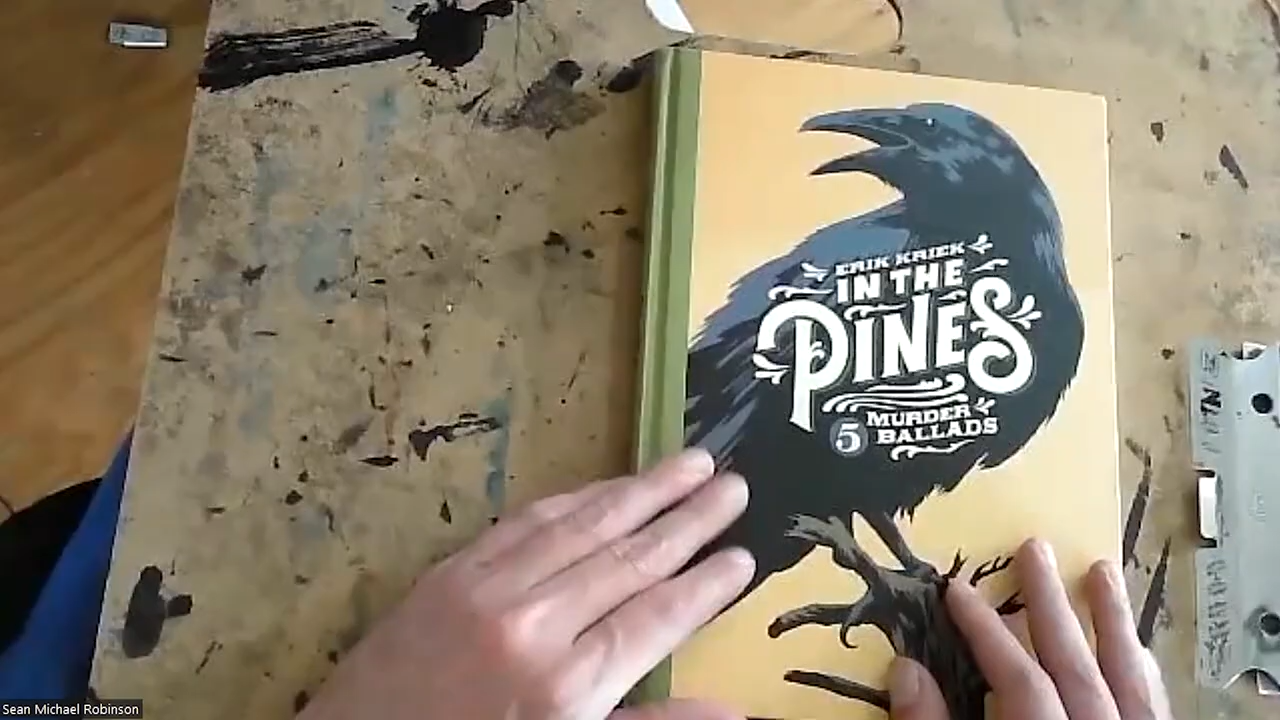 ERIK KRIEK
IN THE
PINES
5 MURDER
BALLADS
Sean Michael Robinson